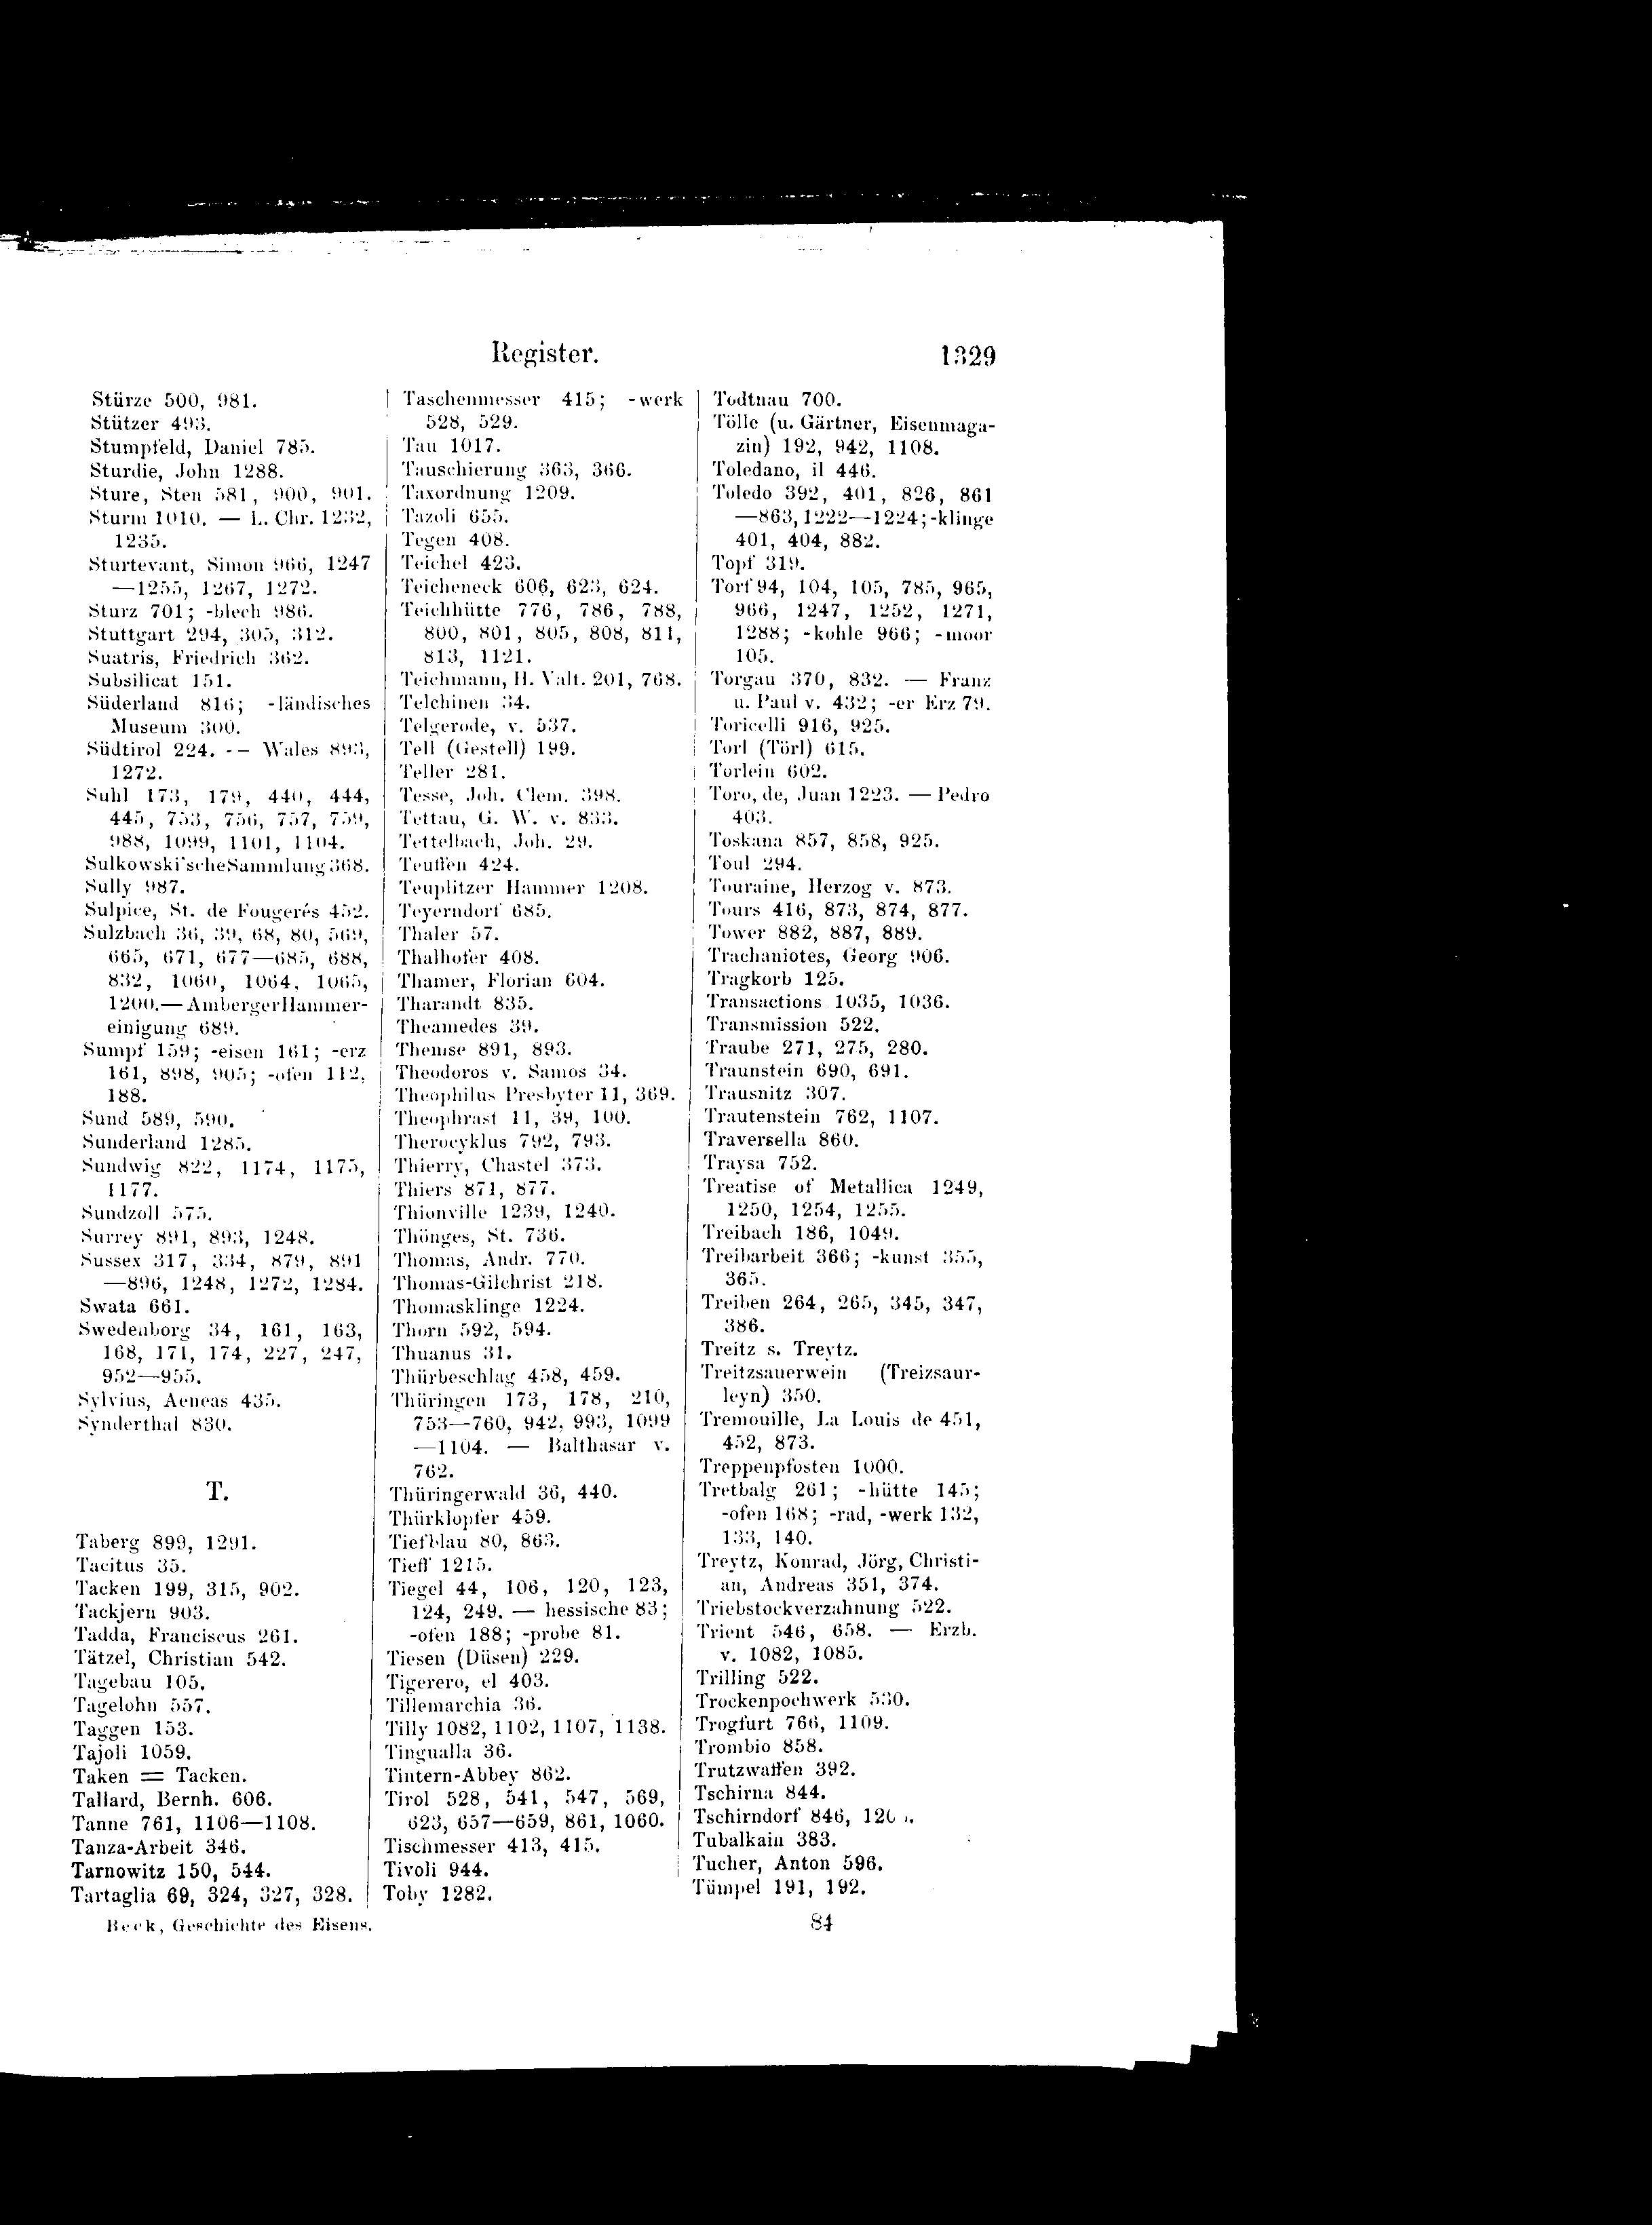 Register.
1329
Stürze 500, 981.
Stützer 493.
Stumpfeld, Daniel 785.
Sturdie, John 1288.
Sture, Sten 581, 900, 901.
Sturm 1010. — L. Chr. 1232,
1235.
Sturtevant, Simon 966, 1247
—1255, 1267, 1272.
Sturz 701; -blech 986.
Stuttgart 294, 305, 312.
Suatris, Friedrich 362.
Subsilicat 151.
Süderland 816; -ländisches
Museum 300.
Südtirol 224. -- Wales 893,
1272.
Suhl 173, 179, 440, 444,
445, 753, 756, 757, 759,
988, 1099, 1101, 1104.
Sulkowski'sche Sammlung 368.
Sully 987.
Sulpice, St. de Fougerés 452.
Sulzbach 36, 39, 68, 80, 569,
665, 671, 677—685, 688,
832, 1060, 1064, 1065,
1200. — Amberger Hammer-
einigung 689.
Sumpf 159; -eisen 161; -erz
161, 898, 905; -ofen 112,
188.
Sund 589, 590.
Sunderland 1285.
Sundwig 822, 1174, 1175,
1177.
Sundzoll 575.
Surrey 891, 893, 1248.
Sussex 317, 334, 879, 891
—896, 1248, 1272, 1284.
Swata 661.
Swedenborg 34, 161, 163,
168, 171, 174, 227, 247,
952—955.
Sylvius, Aeneas 435.
Synderthal 830.
T.
Taberg 899, 1291.
Tacitus 35.
Tacken 199, 315, 902.
Tackjern 903.
Tadda, Franciscus 261.
Tätzel, Christian 542.
Tagebau 105.
Tagelohn 557.
Taggen 153.
Tajoli 1059.
Taken = Tacken.
Tallard, Bernh. 606.
Tanne 761, 1106—1108.
Tanza-Arbeit 346.
Tarnowitz 150, 544.
Tartaglia 69, 324, 327, 328.
Taschenmesser 415; -werk
528, 529.
Tau 1017.
Tauschierung 363, 366.
Taxordnung 1209.
Tazoli 655.
Tegen 408.
Teichel 423.
Teicheneck 606, 623, 624.
Teichhütte 776, 786, 788,
800, 801, 805, 808, 811,
813, 1121.
Teichmann, H. Valt. 201, 768.
Telchinen 34.
Telgerode, v. 537.
Tell (Gestell) 199.
Teller 281.
Tesse, Joh. Clem. 398.
Tettau, G. W. v. 833.
Tettelbach, Joh. 29.
Teuffen 424.
Teuplitzer Hammer 1208.
Teyerndorf 685.
Thaler 57.
Thalhofer 408.
Thamer, Florian 604.
Tharandt 835.
Theamedes 39.
Themse 891, 893.
Theodoros v. Samos 34.
Theophilus Presbyter 11, 369.
Theophrast 11, 39, 100.
Therocyklus 792, 793.
Thierry, Chastel 373.
Thiers 871, 877.
Thionville 1239, 1240.
Thönges, St. 736.
Thomas, Andr. 770.
Thomas-Gilchrist 218.
Thomasklinge 1224.
Thorn 592, 594.
Thuanus 31.
Thürbeschlag 458, 459.
Thüringen 173, 178, 210,
753—760, 942, 993, 1099
—1104. — Balthasar v.
762.
Thüringerwald 36, 440.
Thürklopfer 459.
Tiefblau 80, 863.
Tieff 1215.
Tiegel 44, 106, 120, 123,
124, 249. — hessische 83;
-ofen 188; -probe 81.
Tiesen (Düsen) 229.
Tigerero, el 403.
Tillemarchia 36.
Tilly 1082, 1102, 1107, 1138.
Tingualla 36.
Tintern-Abbey 862.
Tirol 528, 541, 547, 569,
623, 657—659, 861, 1060.
Tischmesser 413, 415.
Tivoli 944.
Toby 1282.
Todtnau 700.
Tölle (u. Gärtner, Eisenmaga-
zin) 192, 942, 1108.
Toledano, il 446.
Toledo 392, 401, 826, 861
—863, 1222—1224; -klinge
401, 404, 882.
Topf 319.
Torf 94, 104, 105, 785, 965,
966, 1247, 1252, 1271,
1288; -kohle 966; -moor
105.
Torgau 370, 832. — Franz
u. Paul v. 432; -er Erz 79.
Toricelli 916, 925.
Torl (Törl) 615.
Torlein 602.
Toro, de, Juan 1223. — Pedro
403.
Toskana 857, 858, 925.
Toul 294.
Touraine, Herzog v. 873.
Tours 416, 873, 874, 877.
Tower 882, 887, 889.
Trachaniotes, Georg 906.
Tragkorb 125.
Transactions 1035, 1036.
Transmission 522.
Traube 271, 275, 280.
Traunstein 690, 691.
Trausnitz 307.
Trautenstein 762, 1107.
Traversella 860.
Traysa 752.
Treatise of Metallica 1249,
1250, 1254, 1255.
Treibach 186, 1049.
Treibarbeit 366; -kunst 355,
365.
Treiben 264, 265, 345, 347,
386.
Treitz s. Treytz.
Treitzsauerwein (Treizsaur-
leyn) 350.
Tremouille, La Louis de 451,
452, 873.
Treppenpfosten 1000.
Tretbalg 261; -hütte 145;
-ofen 168; -rad, -werk 132,
133, 140.
Treytz, Konrad, Jörg, Christi-
an, Andreas 351, 374.
Triebstockverzahnung 522.
Trient 546, 658. — Erzb.
v. 1082, 1085.
Trilling 522.
Trockenpochwerk 530.
Trogfurt 766, 1109.
Trombio 858.
Trutzwaffen 392.
Tschirna 844.
Tschirndorf 846,
Tubalkain 383.
Tucher, Anton 596.
Tümpel 191, 192.
Beck, Geschichte des Eisens.
84